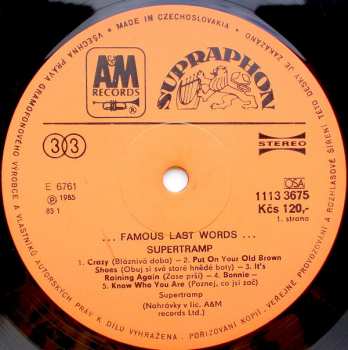 • MADE IN CZECHOSLOVAKIA •
VŠECHNA PRÁVA GRAMOFONOVÉHO VÝROBCE A VLASTNÍKŮ AUTORSKÝCH PRÁV K DÍLU VYHRAŽENA. POŘIZOVÁNÍ KOPIÍ, VEŘEJNÉ PROVOZOVÁNÍ A ROZHLASOVÉ ŠÍŘENÍ TÉTO DESKY JE ZAKÁZÁNO
A&M
RECORDS
®
SUPRAPHON
33
STEREO
E 6761
Ⓟ 1985
85 1
OSA
1113 3675
Kčs 120,-
1. strana
... FAMOUS LAST WORDS ...
SUPERTRAMP
1. Crazy (Bláznivá doba) – 2. Put On Your Old Brown
Shoes (Obuj si své staré hnědé boty) – 3. It's
Raining Again (Zase prší) – 4. Bonnie –
5. Know Who You Are (Poznej, co jsi zač)
Supertramp
(Nahrávky v lic. A&M
records Ltd.)